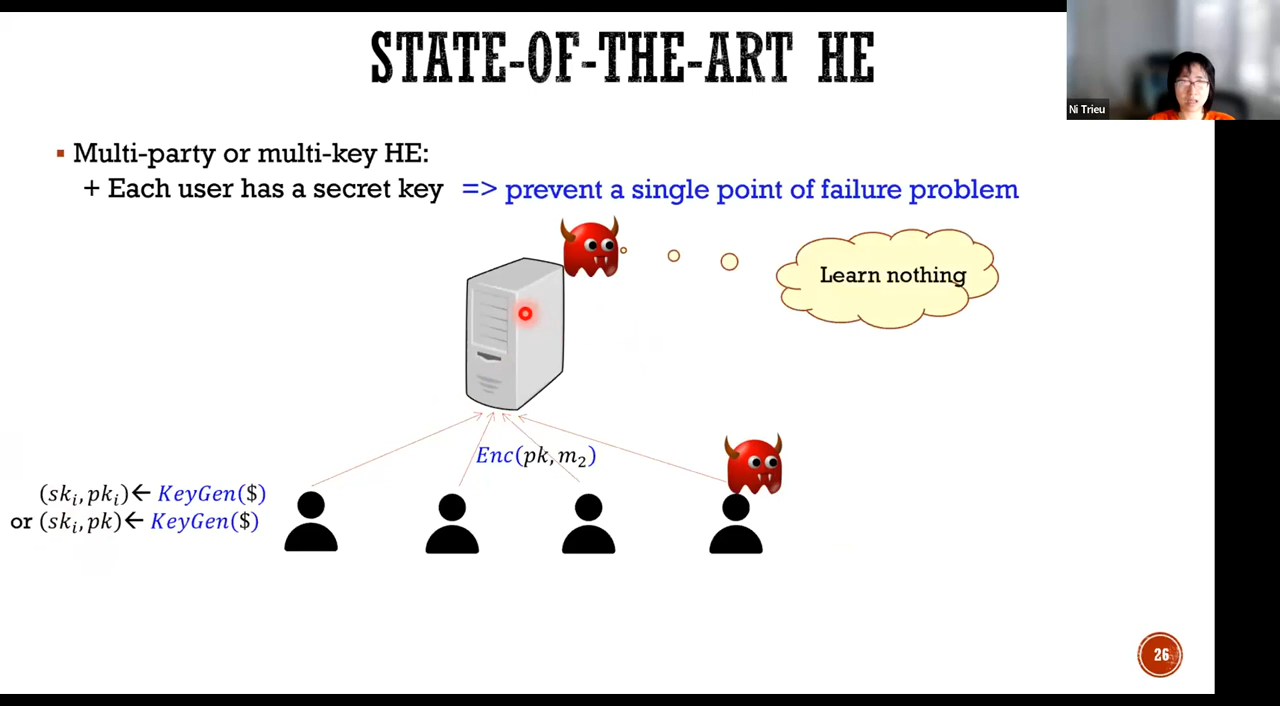 STATE-OF-THE-ART HE
Ni Trieu
▪ Multi-party or multi-key HE:
+ Each user has a secret key => prevent a single point of failure problem
Learn nothing
Enc(pk, m₂)
(skᵢ, pkᵢ)← KeyGen($)
or (skᵢ, pk)← KeyGen($)
26